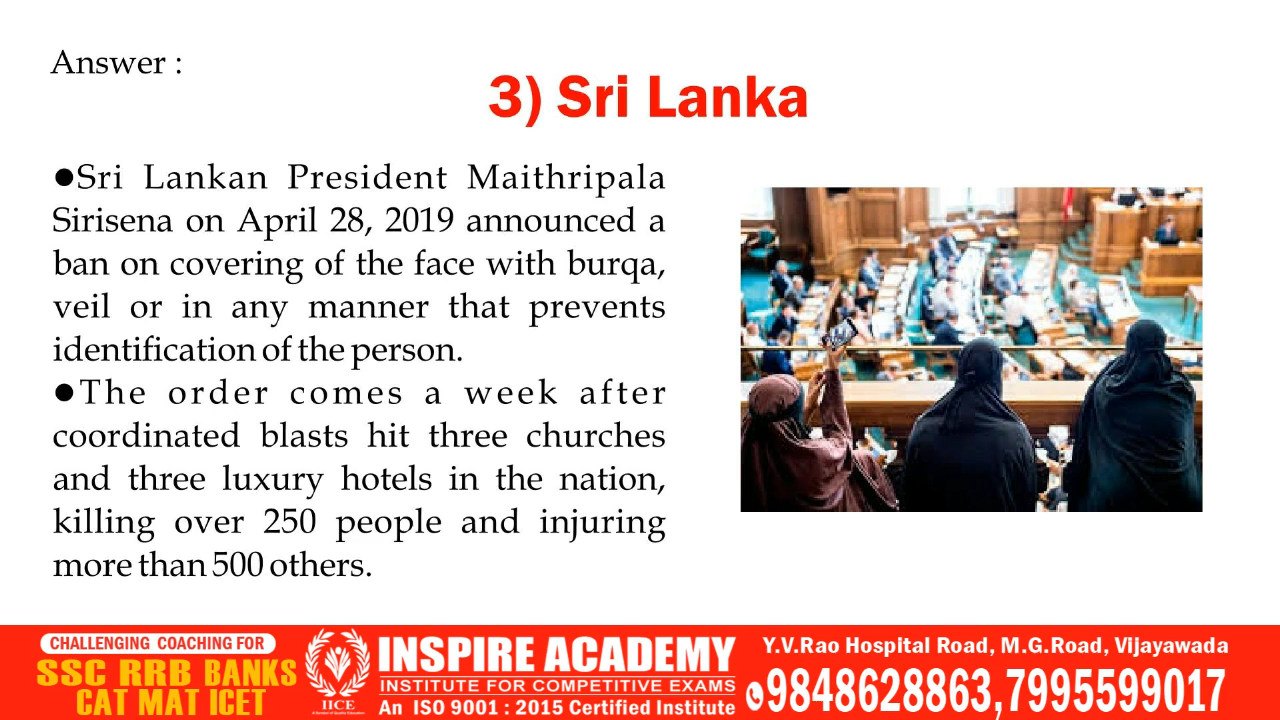 Answer :
3) Sri Lanka
●Sri Lankan President Maithripala
Sirisena on April 28, 2019 announced a
ban on covering of the face with burqa,
veil or in any manner that prevents
identification of the person.
●The order comes a week after
coordinated blasts hit three churches
and three luxury hotels in the nation,
killing over 250 people and injuring
more than 500 others.
CHALLENGING COACHING FOR
SSC RRB BANKS
CAT MAT ICET
IICE
INSPIRE ACADEMY
INSTITUTE FOR COMPETITIVE EXAMS
An ISO 9001 : 2015 Certified Institute
Y.V.Rao Hospital Road, M.G.Road, Vijayawada
9848628863,7995599017